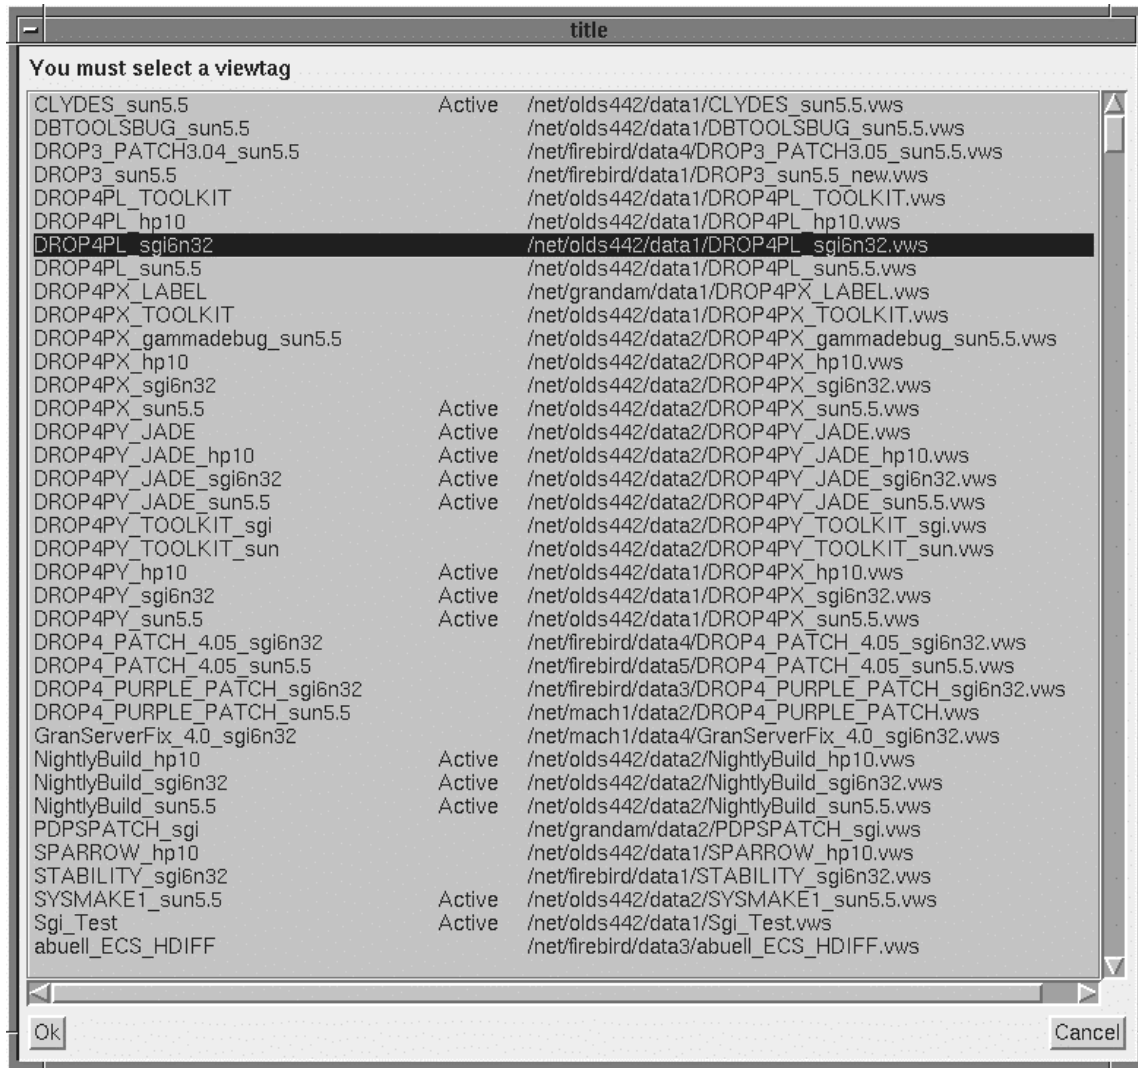 title
You must select a viewtag
CLYDES_sun5.5 Active /net/olds442/data1/CLYDES_sun5.5.vws
DBTOOLSBUG_sun5.5 /net/olds442/data1/DBTOOLSBUG_sun5.5.vws
DROP3_PATCH3.04_sun5.5 /net/firebird/data4/DROP3_PATCH3.05_sun5.5.vws
DROP3_sun5.5 /net/firebird/data1/DROP3_sun5.5_new.vws
DROP4PL_TOOLKIT /net/olds442/data1/DROP4PL_TOOLKIT.vws
DROP4PL_hp10 /net/olds442/data1/DROP4PL_hp10.vws
DROP4PL_sgi6n32 /net/olds442/data1/DROP4PL_sgi6n32.vws
DROP4PL_sun5.5 /net/olds442/data1/DROP4PL_sun5.5.vws
DROP4PX_LABEL /net/grandam/data1/DROP4PX_LABEL.vws
DROP4PX_TOOLKIT /net/olds442/data1/DROP4PX_TOOLKIT.vws
DROP4PX_gammadebug_sun5.5 /net/olds442/data2/DROP4PX_gammadebug_sun5.5.vws
DROP4PX_hp10 /net/olds442/data2/DROP4PX_hp10.vws
DROP4PX_sgi6n32 /net/olds442/data2/DROP4PX_sgi6n32.vws
DROP4PX_sun5.5 Active /net/olds442/data2/DROP4PX_sun5.5.vws
DROP4PY_JADE Active /net/olds442/data2/DROP4PY_JADE.vws
DROP4PY_JADE_hp10 Active /net/olds442/data2/DROP4PY_JADE_hp10.vws
DROP4PY_JADE_sgi6n32 Active /net/olds442/data2/DROP4PY_JADE_sgi6n32.vws
DROP4PY_JADE_sun5.5 Active /net/olds442/data2/DROP4PY_JADE_sun5.5.vws
DROP4PY_TOOLKIT_sgi /net/olds442/data2/DROP4PY_TOOLKIT_sgi.vws
DROP4PY_TOOLKIT_sun /net/olds442/data2/DROP4PY_TOOLKIT_sun.vws
DROP4PY_hp10 Active /net/olds442/data1/DROP4PX_hp10.vws
DROP4PY_sgi6n32 Active /net/olds442/data1/DROP4PX_sgi6n32.vws
DROP4PY_sun5.5 Active /net/olds442/data1/DROP4PX_sun5.5.vws
DROP4_PATCH_4.05_sgi6n32 /net/firebird/data4/DROP4_PATCH_4.05_sgi6n32.vws
DROP4_PATCH_4.05_sun5.5 /net/firebird/data5/DROP4_PATCH_4.05_sun5.5.vws
DROP4_PURPLE_PATCH_sgi6n32 /net/firebird/data3/DROP4_PURPLE_PATCH_sgi6n32.vws
DROP4_PURPLE_PATCH_sun5.5 /net/mach1/data2/DROP4_PURPLE_PATCH.vws
GranServerFix_4.0_sgi6n32 /net/mach1/data4/GranServerFix_4.0_sgi6n32.vws
NightlyBuild_hp10 Active /net/olds442/data2/NightlyBuild_hp10.vws
NightlyBuild_sgi6n32 Active /net/olds442/data2/NightlyBuild_sgi6n32.vws
NightlyBuild_sun5.5 Active /net/olds442/data2/NightlyBuild_sun5.5.vws
PDPSPATCH_sgi /net/grandam/data2/PDPSPATCH_sgi.vws
SPARROW_hp10 /net/olds442/data1/SPARROW_hp10.vws
STABILITY_sgi6n32 /net/firebird/data1/STABILITY_sgi6n32.vws
SYSMAKE1_sun5.5 Active /net/olds442/data2/SYSMAKE1_sun5.5.vws
Sgi_Test Active /net/olds442/data1/Sgi_Test.vws
abuell_ECS_HDIFF /net/firebird/data3/abuell_ECS_HDIFF.vws
Ok Cancel